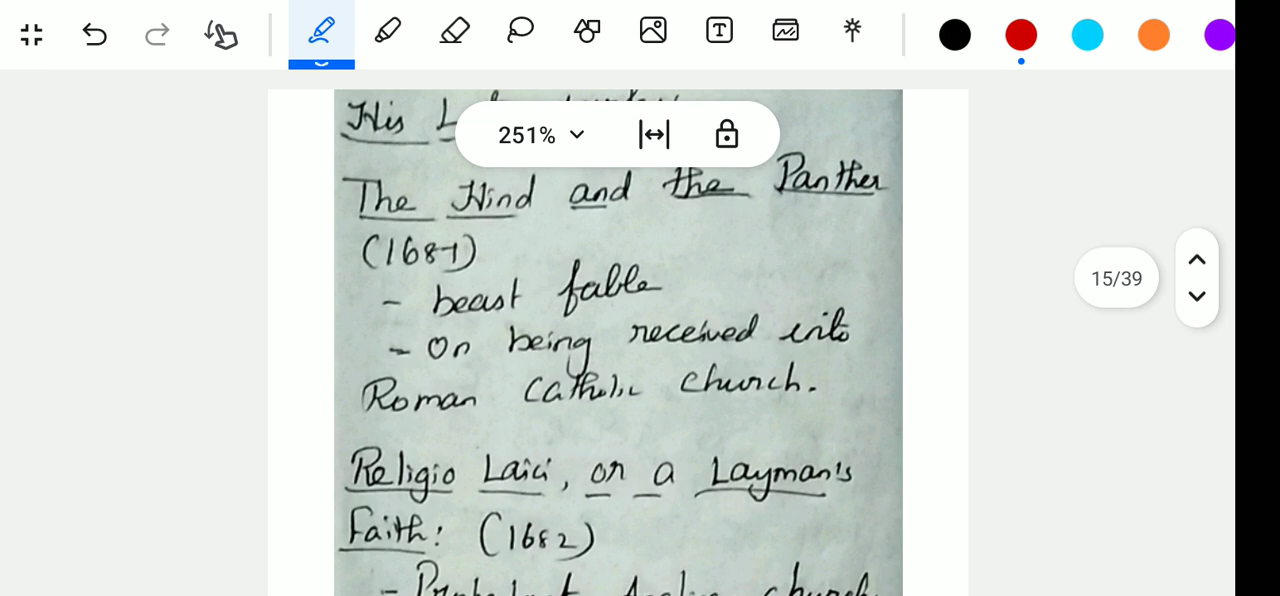 251%
His
The Hind and the Panther
(1687)
- beast fable
- On being received into
Roman Catholic Church.
15/39
Religio Laici, or a Layman's
Faith: (1682)
- church